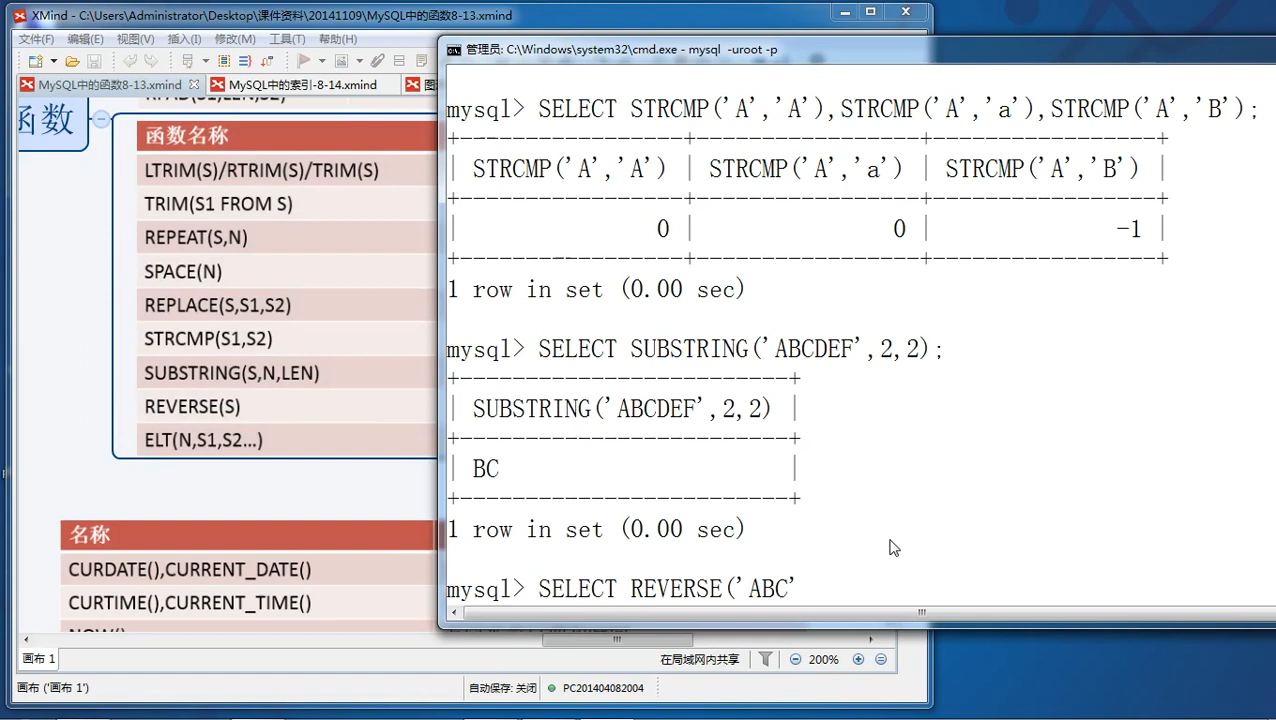 XMind - C:\Users\Administrator\Desktop\课件资料\20141109\MySQL中的函数8-13.xmind
文件(F) 编辑(E) 视图(V) 插入(I) 修改(M) 工具(T) 帮助(H)
MySQL中的函数8-13.xmind MySQL中的索引-8-14.xmind
函数
函数名称
LTRIM(S)/RTRIM(S)/TRIM(S)
TRIM(S1 FROM S)
REPEAT(S,N)
SPACE(N)
REPLACE(S,S1,S2)
STRCMP(S1,S2)
SUBSTRING(S,N,LEN)
REVERSE(S)
ELT(N,S1,S2...)
名称
CURDATE(),CURRENT_DATE()
CURTIME(),CURRENT_TIME()
NOW()
画布 1
在局域网内共享 200%
画布 ('画布 1') 自动保存: 关闭 PC201404082004
管理员: C:\Windows\system32\cmd.exe - mysql -uroot -p
mysql> SELECT STRCMP('A','A'),STRCMP('A','a'),STRCMP('A','B');
+-----------------+-----------------+-----------------+
| STRCMP('A','A') | STRCMP('A','a') | STRCMP('A','B') |
+-----------------+-----------------+-----------------+
| 0 | 0 | -1 |
+-----------------+-----------------+-----------------+
1 row in set (0.00 sec)
mysql> SELECT SUBSTRING('ABCDEF',2,2);
+-------------------------+
| SUBSTRING('ABCDEF',2,2) |
+-------------------------+
| BC |
+-------------------------+
1 row in set (0.00 sec)
mysql> SELECT REVERSE('ABC'